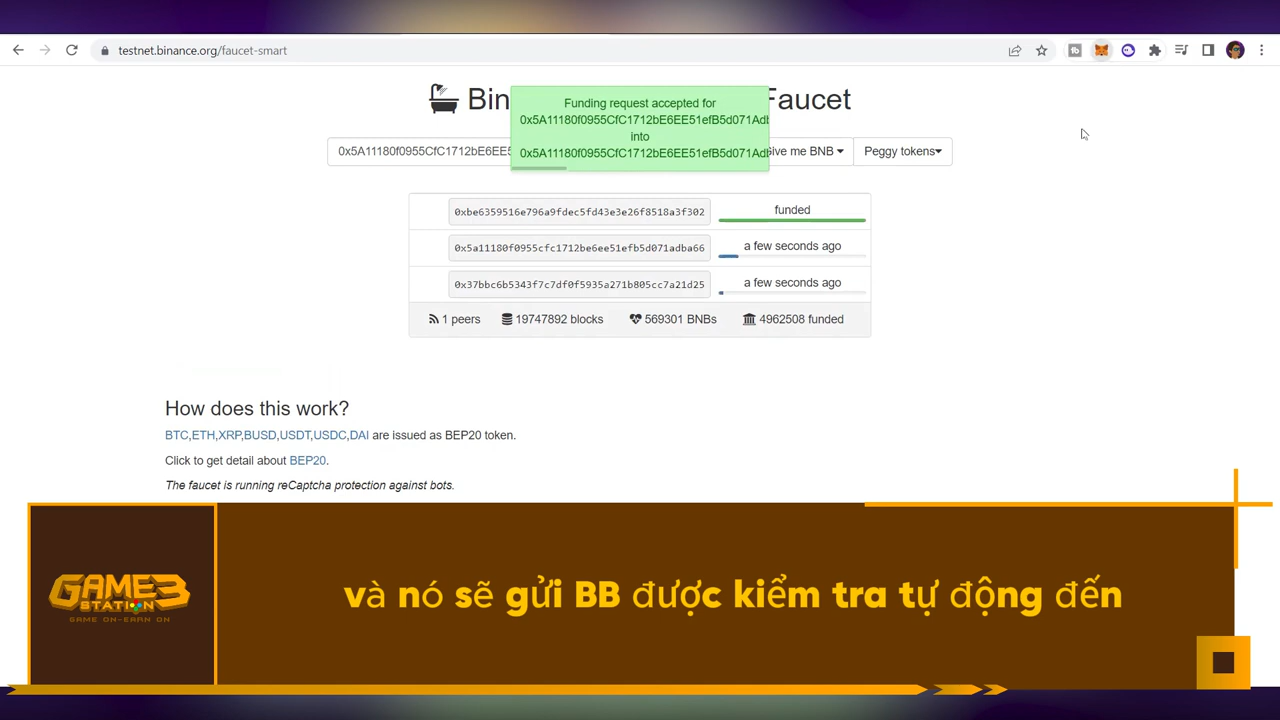 testnet.binance.org/faucet-smart
Bin
Faucet
Funding request accepted for
0x5A11180f0955CfC1712bE6EE51efB5d071Adb
into
0x5A11180f0955CfC1712bE6EE51efB5d071Adb
0x5A11180f0955CfC1712bE6EE5
Give me BNB
Peggy tokens
0xbe6359516e796a9fdec5fd43e3e26f8518a3f302 funded
0x5a11180f0955cfc1712be6ee51efb5d071adba66 a few seconds ago
0x37bbc6b5343f7c7df0f5935a271b805cc7a21d25 a few seconds ago
1 peers 19747892 blocks 569301 BNBs 4962508 funded
How does this work?
BTC,ETH,XRP,BUSD,USDT,USDC,DAI are issued as BEP20 token.
Click to get detail about BEP20.
The faucet is running reCaptcha protection against bots.
GAME3
STATION
GAME ON-EARN ON
và nó sẽ gửi BB được kiểm tra tự động đến